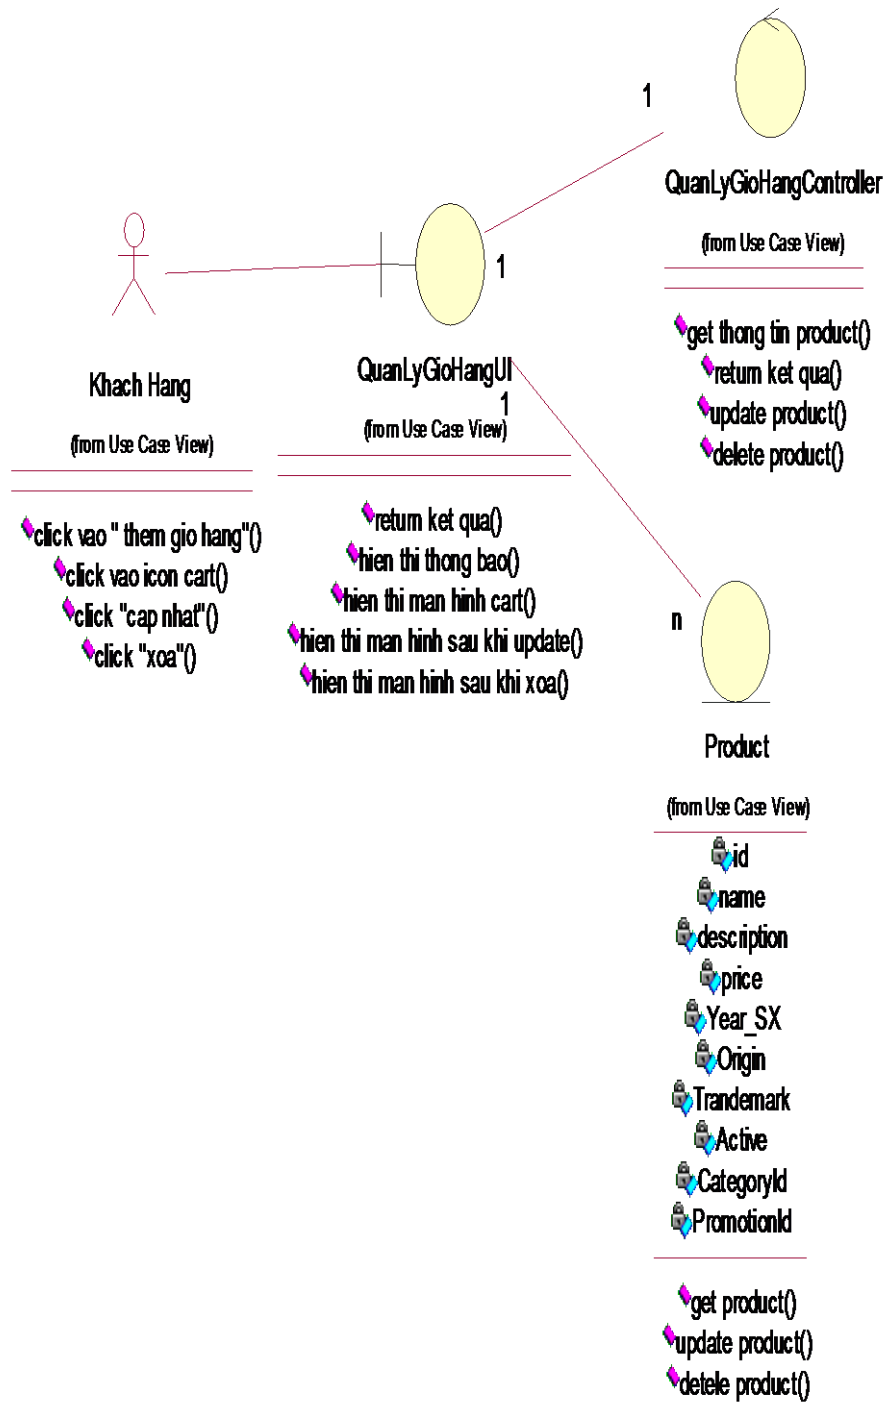 1
QuanLyGioHangController
(from Use Case View)
get thong tin product()
return ket qua()
update product()
delete product()
1
QuanLyGioHangUI
1
(from Use Case View)
return ket qua()
hien thi thong bao()
hien thi man hinh cart()
hien thi man hinh sau khi update()
hien thi man hinh sau khi xoa()
Khach Hang
(from Use Case View)
click vao " them gio hang"()
click vao icon cart()
click "cap nhat"()
click "xoa"()
n
Product
(from Use Case View)
id
name
description
price
Year_SX
Origin
Trandemark
Active
CategoryId
PromotionId
get product()
update product()
detele product()